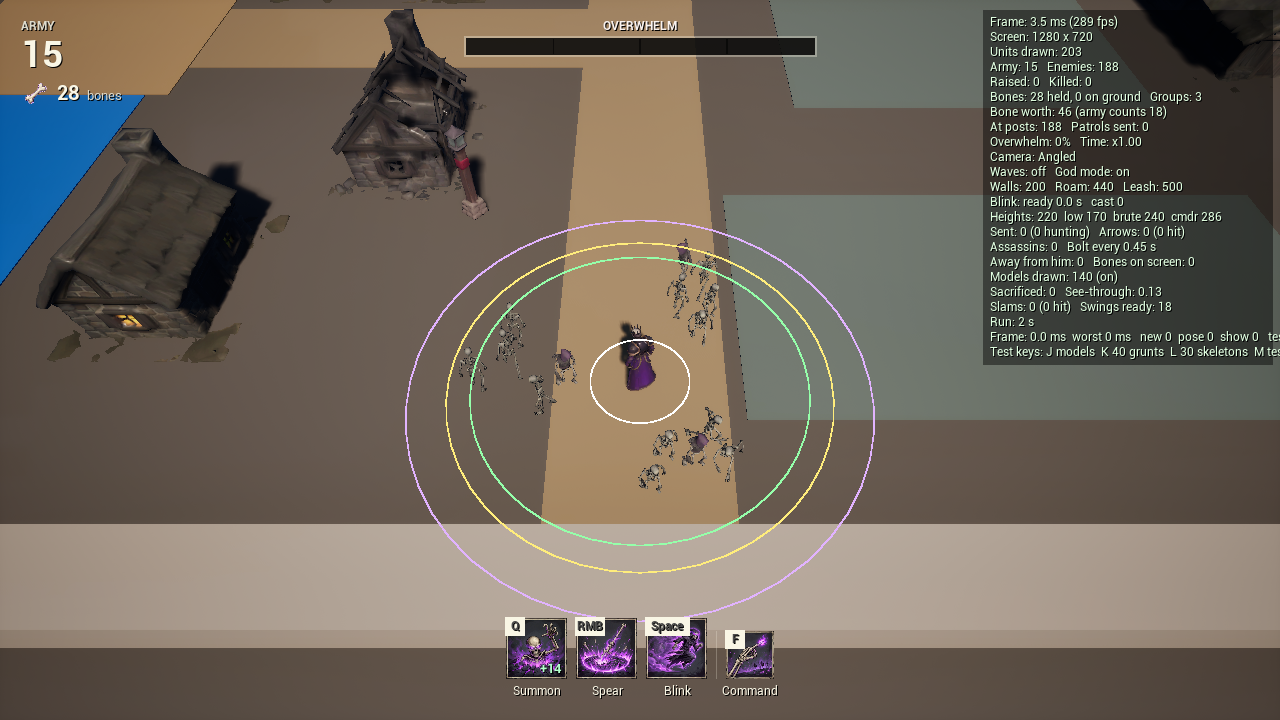 ARMY
15
28 bones
OVERWHELM
Frame: 3.5 ms (289 fps)
Screen: 1280 x 720
Units drawn: 203
Army: 15 Enemies: 188
Raised: 0 Killed: 0
Bones: 28 held, 0 on ground Groups: 3
Bone worth: 46 (army counts 18)
At posts: 188 Patrols sent: 0
Overwhelm: 0% Time: x1.00
Camera: Angled
Waves: off God mode: on
Walls: 200 Roam: 440 Leash: 500
Blink: ready 0.0 s cast 0
Heights: 220 low 170 brute 240 cmdr 286
Sent: 0 (0 hunting) Arrows: 0 (0 hit)
Assassins: 0 Bolt every 0.45 s
Away from him: 0 Bones on screen: 0
Models drawn: 140 (on)
Sacrificed: 0 See-through: 0.13
Slams: 0 (0 hit) Swings ready: 18
Run: 2 s
Frame: 0.0 ms worst 0 ms new 0 pose 0 show 0 te
Test keys: J models K 40 grunts L 30 skeletons M te
Q RMB Space F
+14
Summon Spear Blink Command